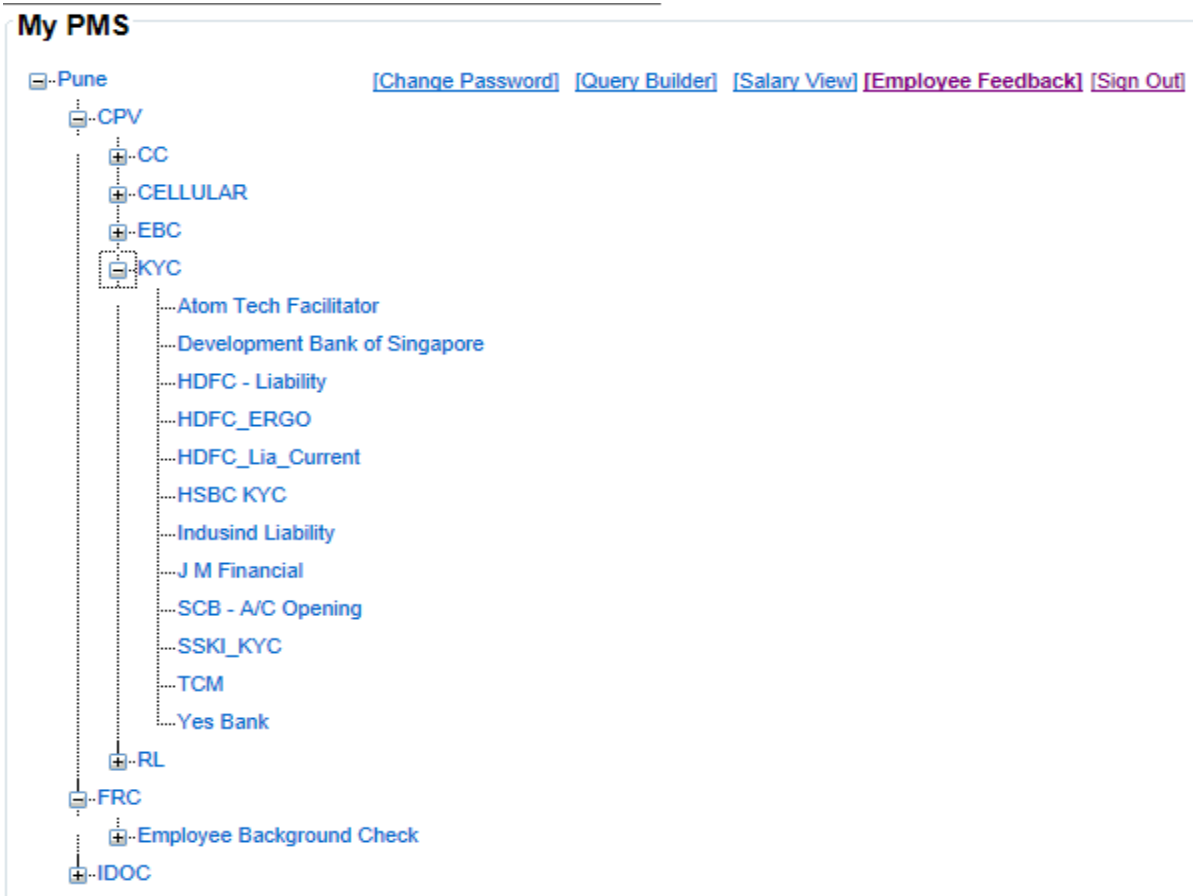 My PMS
Pune [Change Password] [Query Builder] [Salary View] [Employee Feedback] [Sign Out]
CPV
CC
CELLULAR
EBC
KYC
Atom Tech Facilitator
Development Bank of Singapore
HDFC - Liability
HDFC_ERGO
HDFC_Lia_Current
HSBC KYC
Indusind Liability
J M Financial
SCB - A/C Opening
SSKI_KYC
TCM
Yes Bank
RL
FRC
Employee Background Check
IDOC